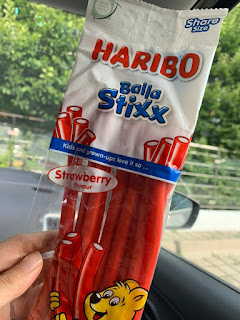 Share
Size
HARIBO
Balla
Stixx
Kids and grown-ups love it so ...
Strawberry
flavour